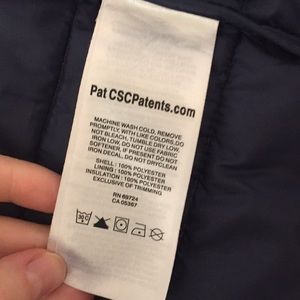 Pat CSCPatents.com
MACHINE WASH COLD, REMOVE
PROMPTLY, WITH LIKE COLORS, DO
NOT BLEACH, TUMBLE DRY LOW,
IRON LOW, DO NOT USE FABRIC
SOFTENER, IF PRESENT DO NOT
IRON DECAL, DO NOT DRYCLEAN
SHELL : 100% POLYESTER
LINING : 100% POLYESTER
INSULATION : 100% POLYESTER
EXCLUSIVE OF TRIMMING
RN 69724
CA 05367
30°C